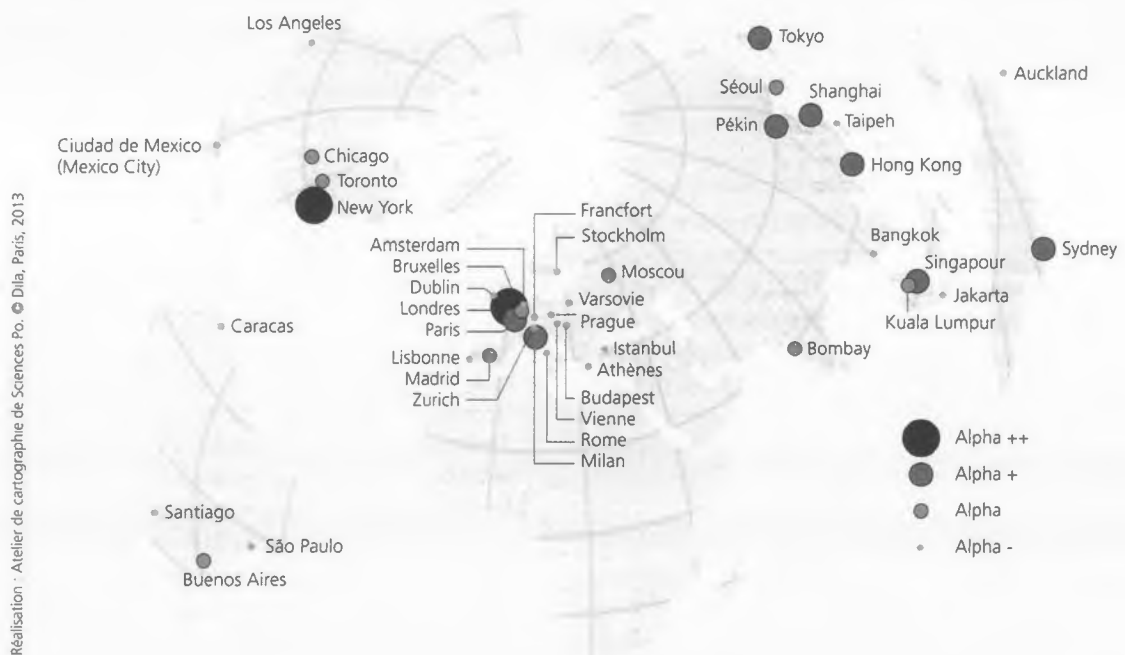 Los Angeles
Tokyo
Auckland
Séoul
Shanghai
Pékin
Taipeh
Ciudad de Mexico
(Mexico City)
Chicago
Hong Kong
Toronto
New York
Francfort
Stockholm
Amsterdam
Bruxelles
Dublin
Londres
Paris
Moscou
Bangkok
Singapour
Sydney
Jakarta
Kuala Lumpur
Varsovie
Prague
Caracas
Lisbonne
Madrid
Zurich
Istanbul
Athènes
Bombay
Budapest
Vienne
Rome
Milan
Alpha ++
Alpha +
Alpha
Alpha -
Santiago
São Paulo
Buenos Aires
Réalisation : Atelier de cartographie de Sciences Po. © Dila, Paris, 2013